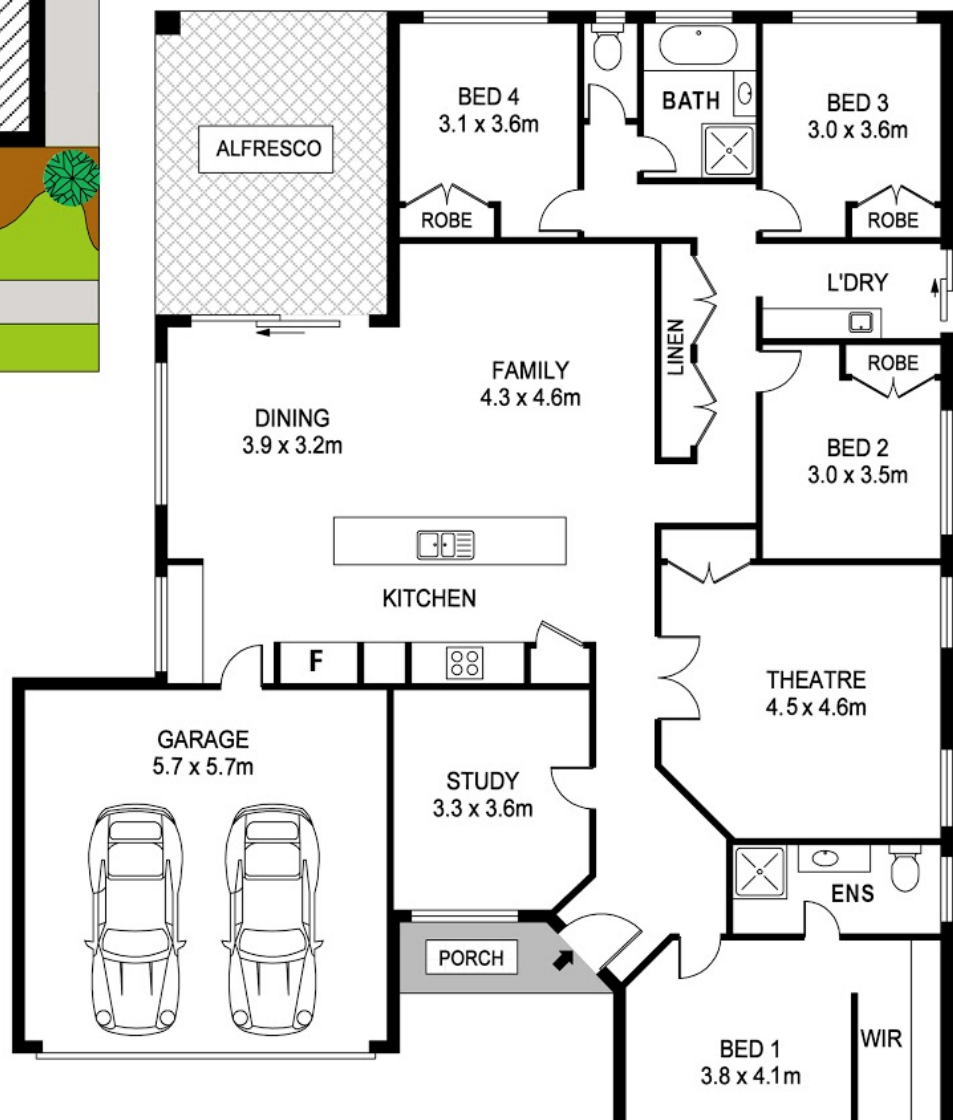 BED 4
3.1 x 3.6m
BATH
BED 3
3.0 x 3.6m
ALFRESCO
ROBE
ROBE
L'DRY
LINEN
ROBE
FAMILY
4.3 x 4.6m
DINING
3.9 x 3.2m
BED 2
3.0 x 3.5m
KITCHEN
F
THEATRE
4.5 x 4.6m
GARAGE
5.7 x 5.7m
STUDY
3.3 x 3.6m
ENS
PORCH
BED 1
3.8 x 4.1m
WIR